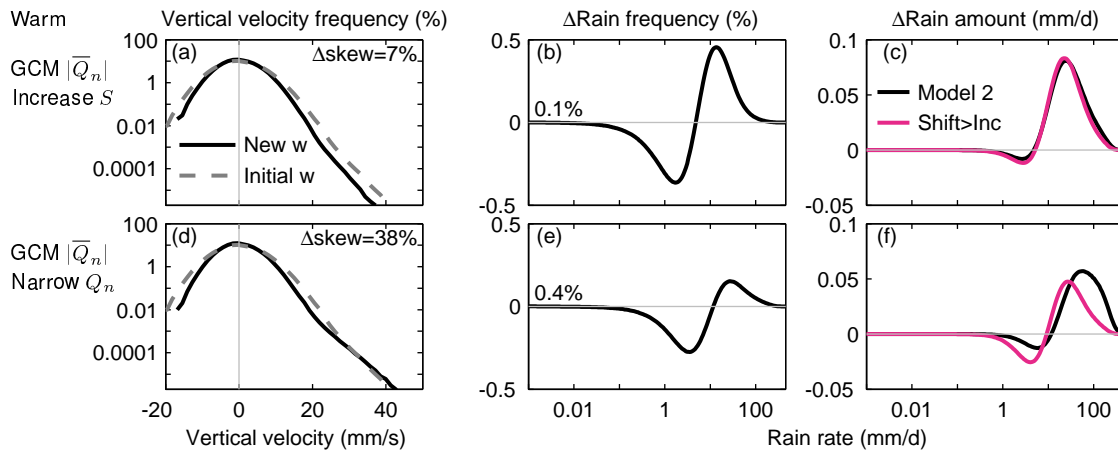 Warm
Vertical velocity frequency (%)
ΔRain frequency (%)
ΔRain amount (mm/d)
GCM |Q̅ₙ|
Increase S
100
1
0.01
0.0001
(a)
Δskew=7%
New w
Initial w
0.5
0
-0.5
(b)
0.1%
0.1
0.05
0
-0.05
(c)
Model 2
Shift>Inc
GCM |Q̅ₙ|
Narrow Qₙ
100
1
0.01
0.0001
(d)
Δskew=38%
-20
0
20
40
Vertical velocity (mm/s)
0.5
0
-0.5
(e)
0.4%
0.01
1
100
0.1
0.05
0
-0.05
(f)
0.01
1
100
Rain rate (mm/d)